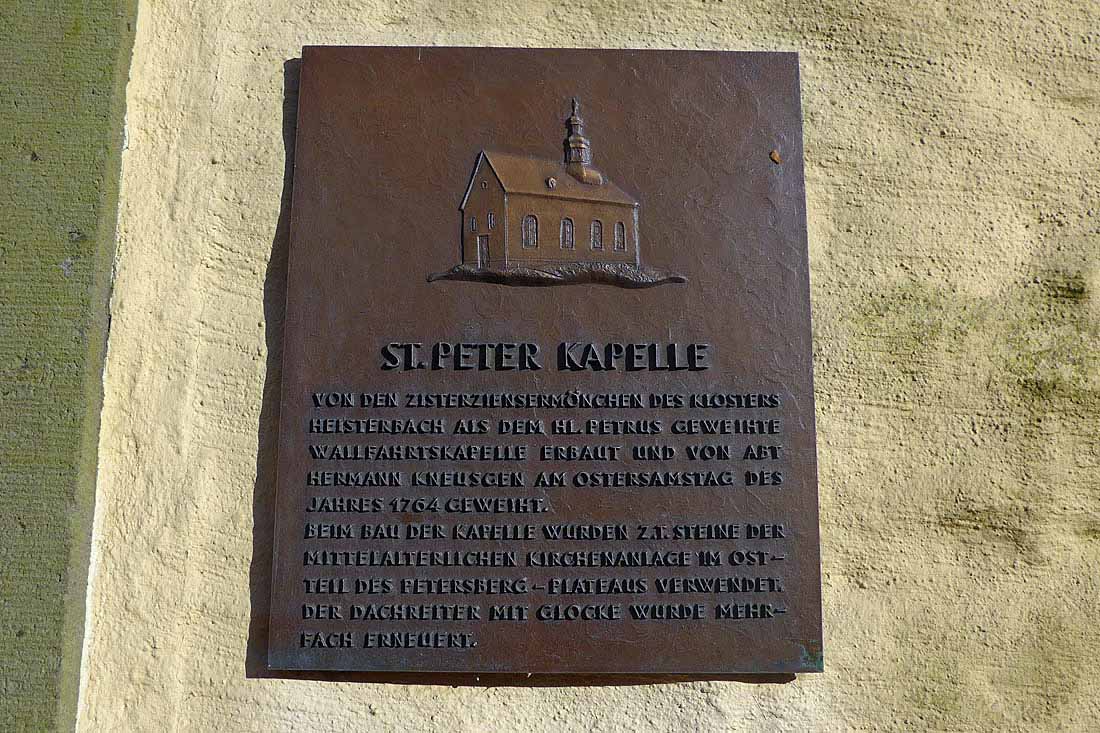 ST. PETER KAPELLE
VON DEN ZISTERZIENSERMÖNCHEN DES KLOSTERS
HEISTERBACH ALS DEM HL. PETRUS GEWEIHTE
WALLFAHRTSKAPELLE ERBAUT UND VON ABT
HERMANN KNEUSGEN AM OSTERSAMSTAG DES
JAHRES 1764 GEWEIHT.
BEIM BAU DER KAPELLE WURDEN Z.T. STEINE DER
MITTELALTERLICHEN KIRCHENANLAGE IM OST-
TEIL DES PETERSBERG-PLATEAUS VERWENDET.
DER DACHREITER MIT GLOCKE WURDE MEHR-
FACH ERNEUERT.